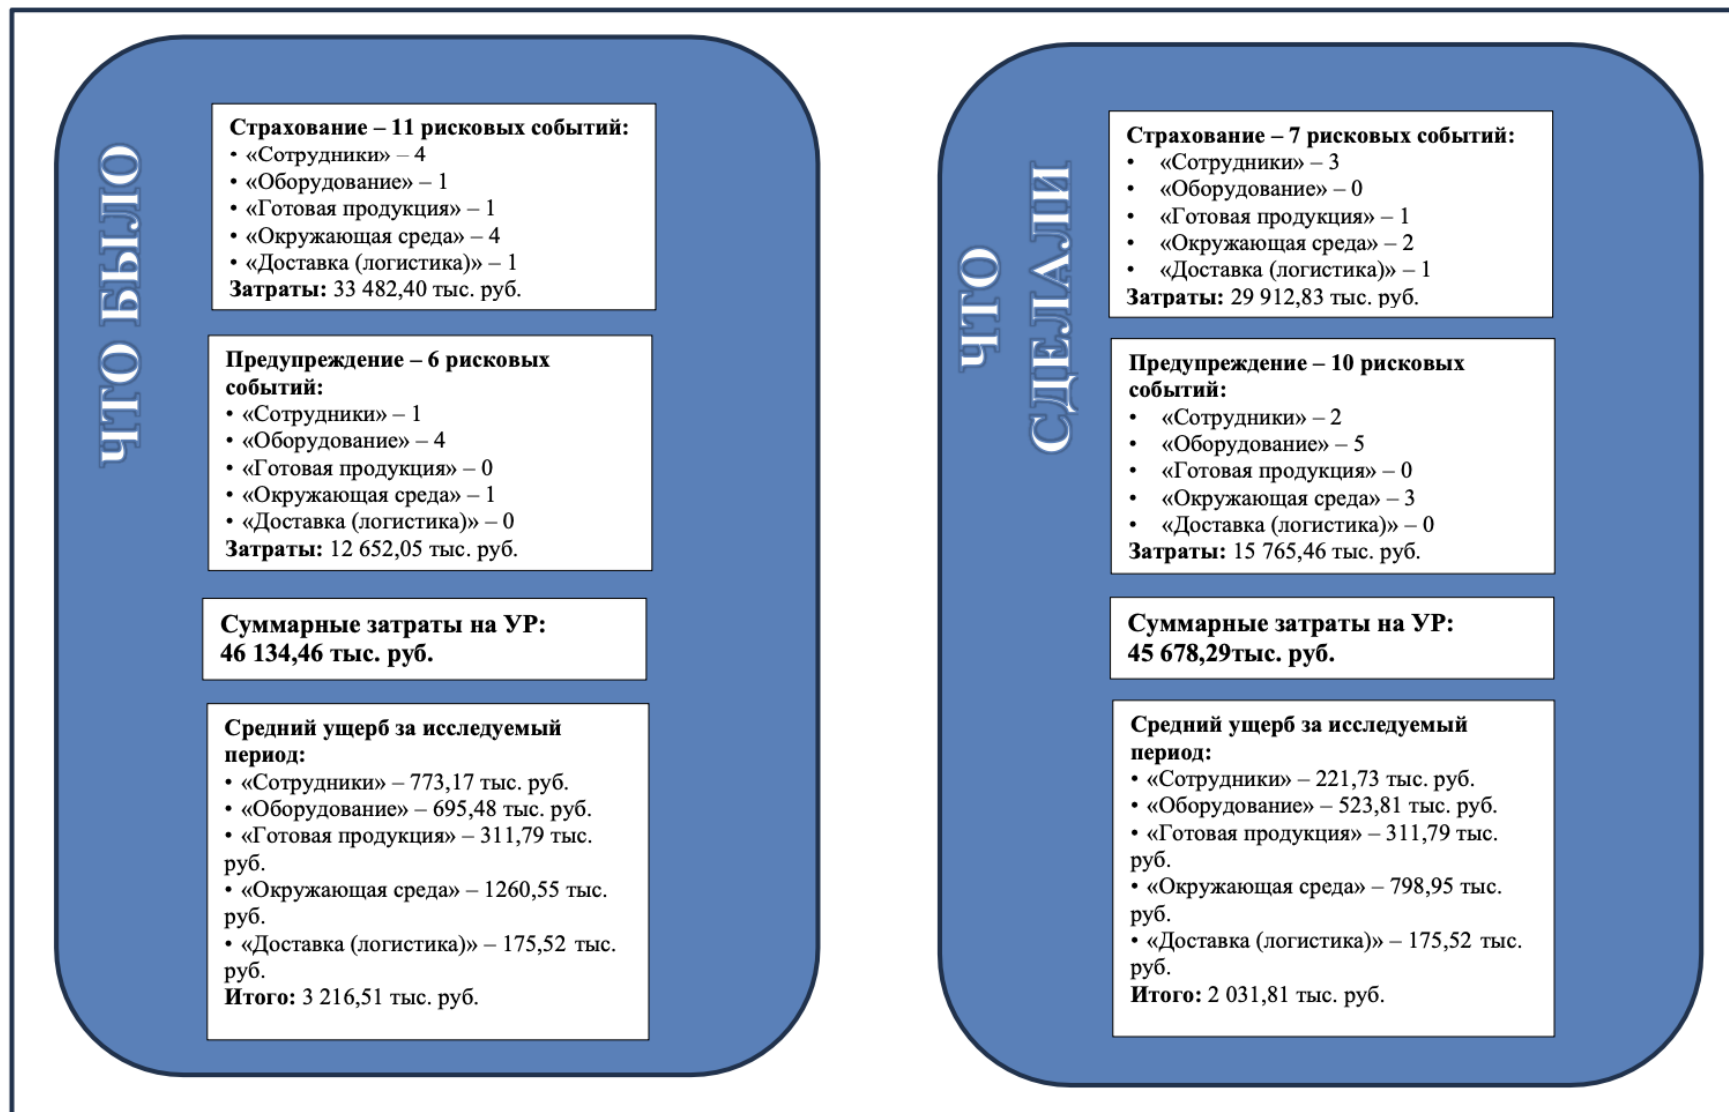 ЧТО БЫЛО
Страхование – 11 рисковых событий:
• «Сотрудники» – 4
• «Оборудование» – 1
• «Готовая продукция» – 1
• «Окружающая среда» – 4
• «Доставка (логистика)» – 1
Затраты: 33 482,40 тыс. руб.
Предупреждение – 6 рисковых
событий:
• «Сотрудники» – 1
• «Оборудование» – 4
• «Готовая продукция» – 0
• «Окружающая среда» – 1
• «Доставка (логистика)» – 0
Затраты: 12 652,05 тыс. руб.
Суммарные затраты на УР:
46 134,46 тыс. руб.
Средний ущерб за исследуемый
период:
• «Сотрудники» – 773,17 тыс. руб.
• «Оборудование» – 695,48 тыс. руб.
• «Готовая продукция» – 311,79 тыс.
руб.
• «Окружающая среда» – 1260,55 тыс.
руб.
• «Доставка (логистика)» – 175,52 тыс.
руб.
Итого: 3 216,51 тыс. руб.
ЧТО
СДЕЛАЛИ
Страхование – 7 рисковых событий:
• «Сотрудники» – 3
• «Оборудование» – 0
• «Готовая продукция» – 1
• «Окружающая среда» – 2
• «Доставка (логистика)» – 1
Затраты: 29 912,83 тыс. руб.
Предупреждение – 10 рисковых
событий:
• «Сотрудники» – 2
• «Оборудование» – 5
• «Готовая продукция» – 0
• «Окружающая среда» – 3
• «Доставка (логистика)» – 0
Затраты: 15 765,46 тыс. руб.
Суммарные затраты на УР:
45 678,29тыс. руб.
Средний ущерб за исследуемый
период:
• «Сотрудники» – 221,73 тыс. руб.
• «Оборудование» – 523,81 тыс. руб.
• «Готовая продукция» – 311,79 тыс.
руб.
• «Окружающая среда» – 798,95 тыс.
руб.
• «Доставка (логистика)» – 175,52 тыс.
руб.
Итого: 2 031,81 тыс. руб.